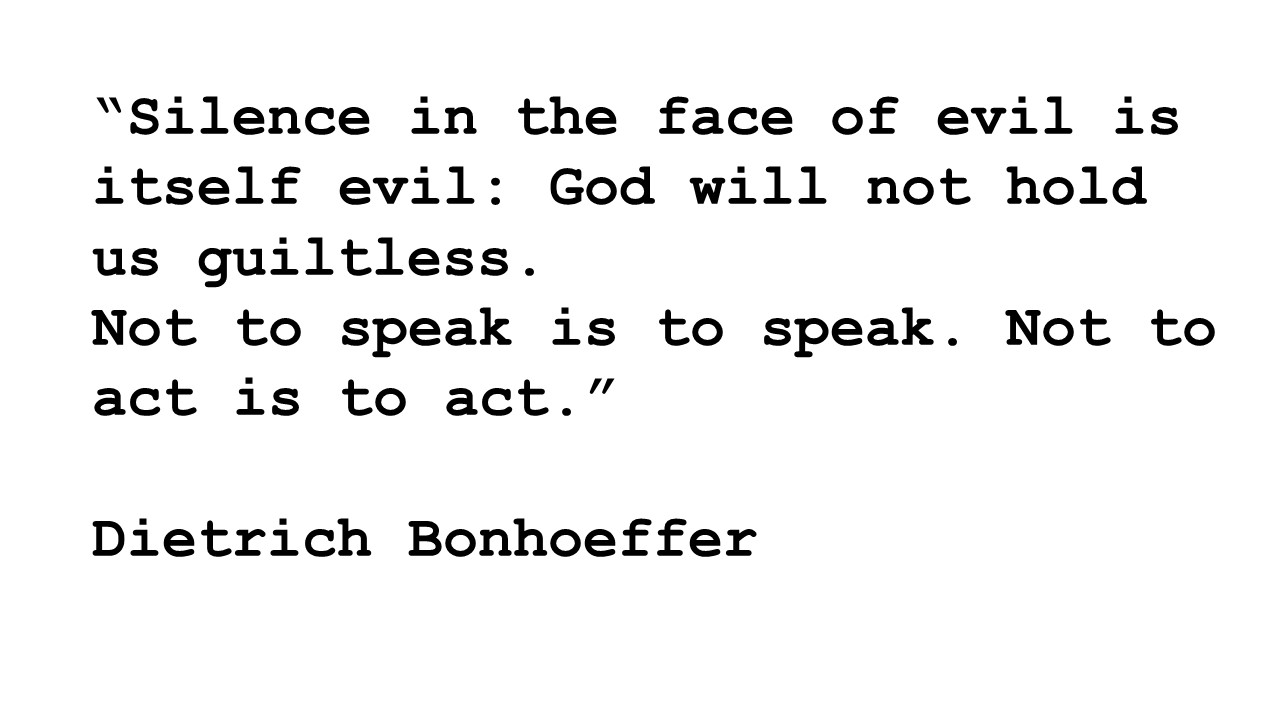 “Silence in the face of evil is
itself evil: God will not hold
us guiltless.
Not to speak is to speak. Not to
act is to act.”
Dietrich Bonhoeffer